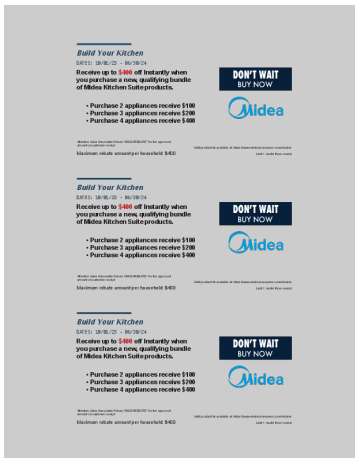 Build Your Kitchen
DATES: 10/01/23 - 06/30/24
Receive up to $400 off Instantly when
you purchase a new, qualifying bundle
of Midea Kitchen Suite products.
• Purchase 2 appliances receive $100
• Purchase 3 appliances receive $200
• Purchase 4 appliances receive $400
Maximum rebate amount per household: $400
DON'T WAIT
BUY NOW
Midea
Build Your Kitchen
DATES: 10/01/23 - 06/30/24
Receive up to $400 off Instantly when
you purchase a new, qualifying bundle
of Midea Kitchen Suite products.
• Purchase 2 appliances receive $100
• Purchase 3 appliances receive $200
• Purchase 4 appliances receive $400
Maximum rebate amount per household: $400
DON'T WAIT
BUY NOW
Midea
Build Your Kitchen
DATES: 10/01/23 - 06/30/24
Receive up to $400 off Instantly when
you purchase a new, qualifying bundle
of Midea Kitchen Suite products.
• Purchase 2 appliances receive $100
• Purchase 3 appliances receive $200
• Purchase 4 appliances receive $400
Maximum rebate amount per household: $400
DON'T WAIT
BUY NOW
Midea